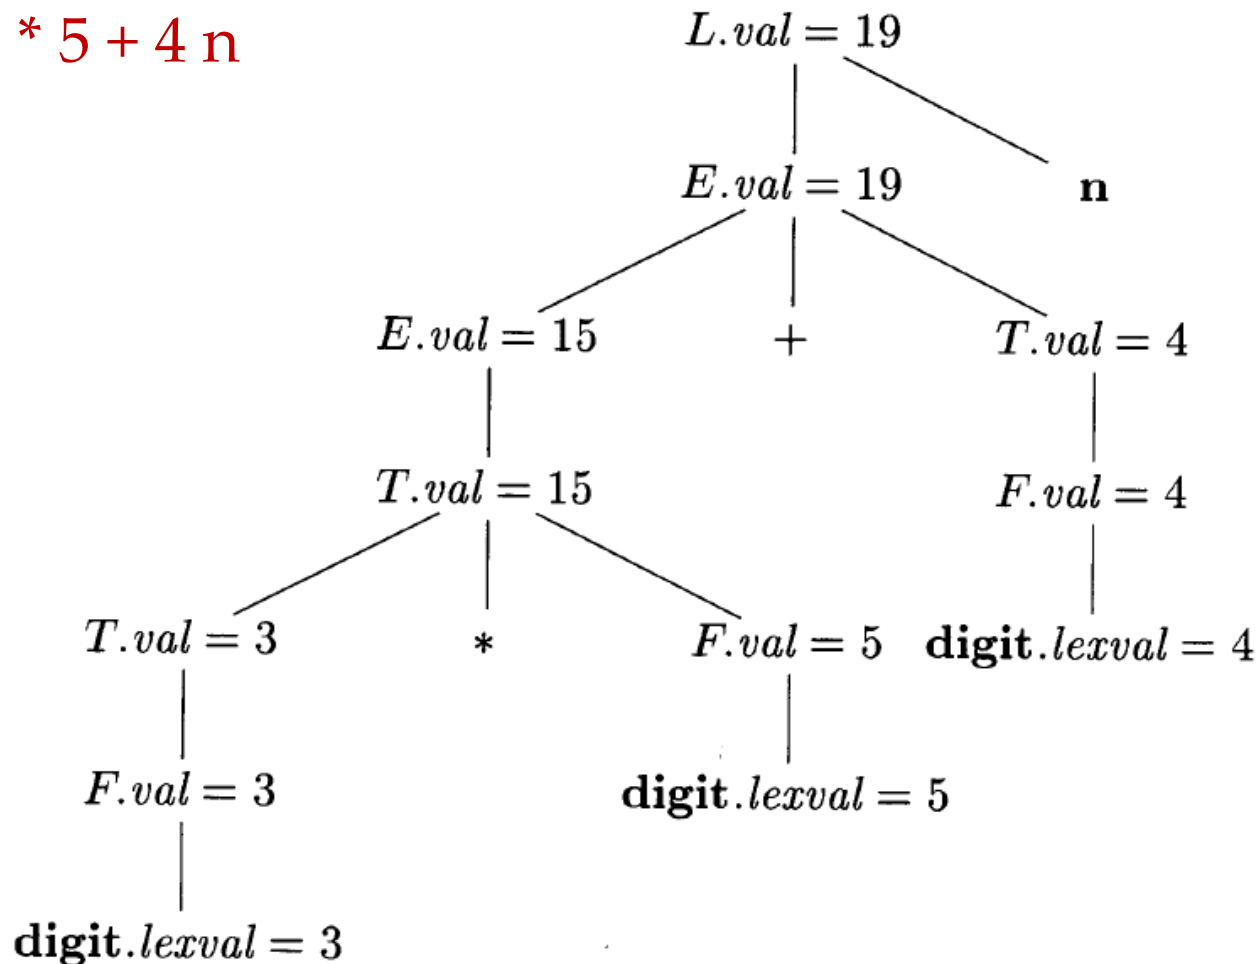 * 5 + 4 n
L.val = 19
E.val = 19
n
E.val = 15
+
T.val = 4
T.val = 15
F.val = 4
T.val = 3
*
F.val = 5
digit.lexval = 4
F.val = 3
digit.lexval = 5
digit.lexval = 3